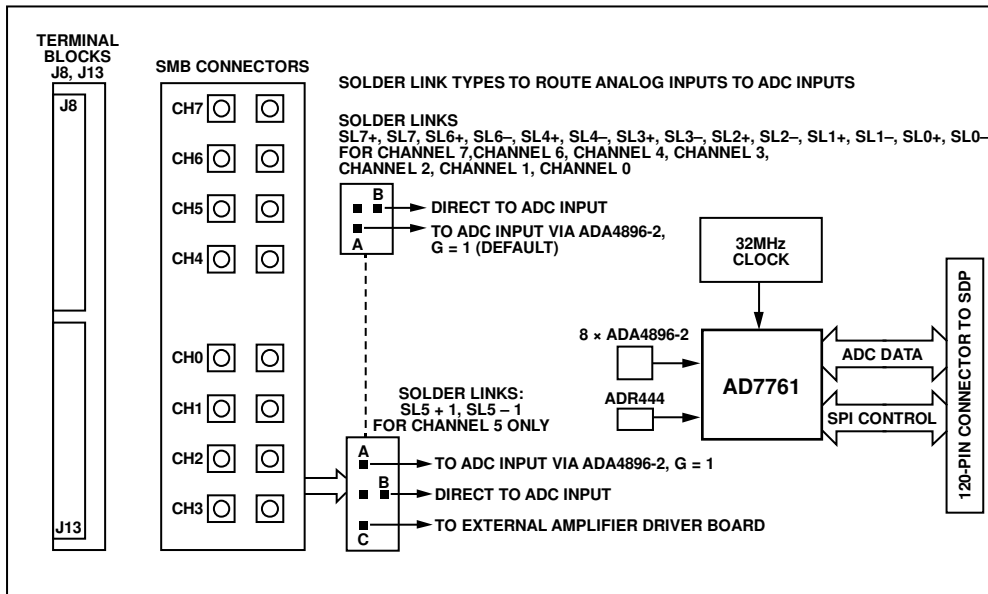 TERMINAL
BLOCKS
J8, J13
J8
J13
SMB CONNECTORS
CH7
CH6
CH5
CH4
CH0
CH1
CH2
CH3
SOLDER LINK TYPES TO ROUTE ANALOG INPUTS TO ADC INPUTS
SOLDER LINKS
SL7+, SL7, SL6+, SL6–, SL4+, SL4–, SL3+, SL3–, SL2+, SL2–, SL1+, SL1–, SL0+, SL0–
FOR CHANNEL 7,CHANNEL 6, CHANNEL 4, CHANNEL 3,
CHANNEL 2, CHANNEL 1, CHANNEL 0
B
DIRECT TO ADC INPUT
TO ADC INPUT VIA ADA4896-2,
G = 1 (DEFAULT)
A
SOLDER LINKS:
SL5 + 1, SL5 – 1
FOR CHANNEL 5 ONLY
A
TO ADC INPUT VIA ADA4896-2, G = 1
B
DIRECT TO ADC INPUT
TO EXTERNAL AMPLIFIER DRIVER BOARD
C
32MHz
CLOCK
8 × ADA4896-2
ADR444
AD7761
ADC DATA
SPI CONTROL
120-PIN CONNECTOR TO SDP